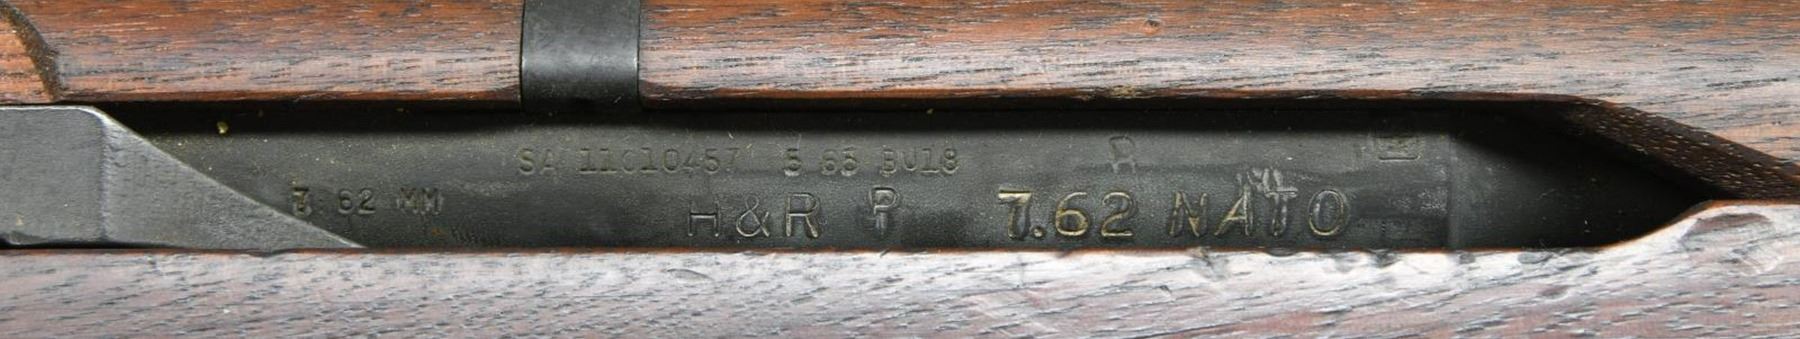 SA 11010457 5 65 BU18 P
7.62 MM H&R P 7.62 NATO